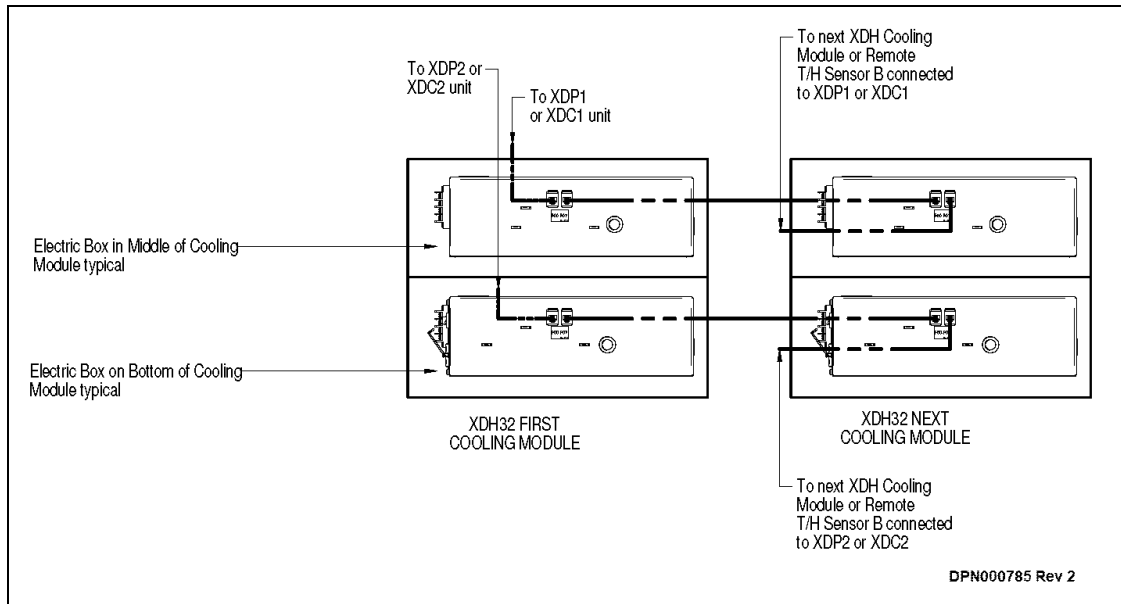 To next XDH Cooling
Module or Remote
T/H Sensor B connected
to XDP1 or XDC1
To XDP2 or
XDC2 unit
To XDP1
or XDC1 unit
Electric Box in Middle of Cooling
Module typical
Electric Box on Bottom of Cooling
Module typical
XDH32 FIRST
COOLING MODULE
XDH32 NEXT
COOLING MODULE
To next XDH Cooling
Module or Remote
T/H Sensor B connected
to XDP2 or XDC2
DPN000785 Rev 2